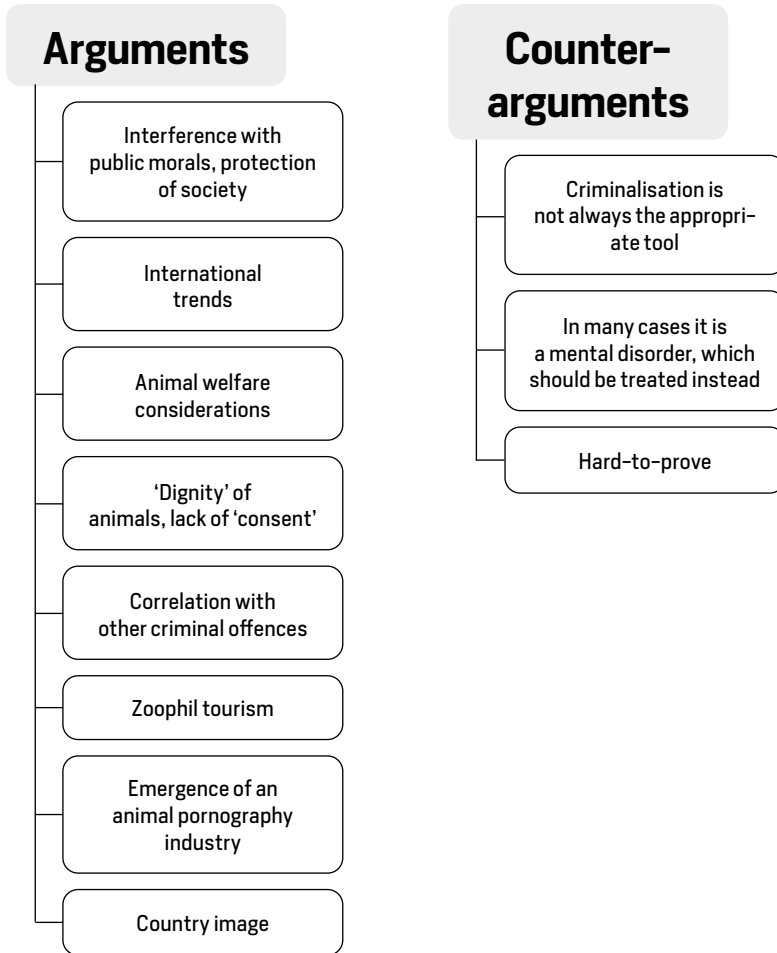 Arguments
Interference with
public morals, protection
of society
International
trends
Animal welfare
considerations
‘Dignity’ of
animals, lack of ‘consent’
Correlation with
other criminal offences
Zoophil tourism
Emergence of an
animal pornography
industry
Country image
Counter-
arguments
Criminalisation is
not always the appropri-
ate tool
In many cases it is
a mental disorder, which
should be treated instead
Hard-to-prove